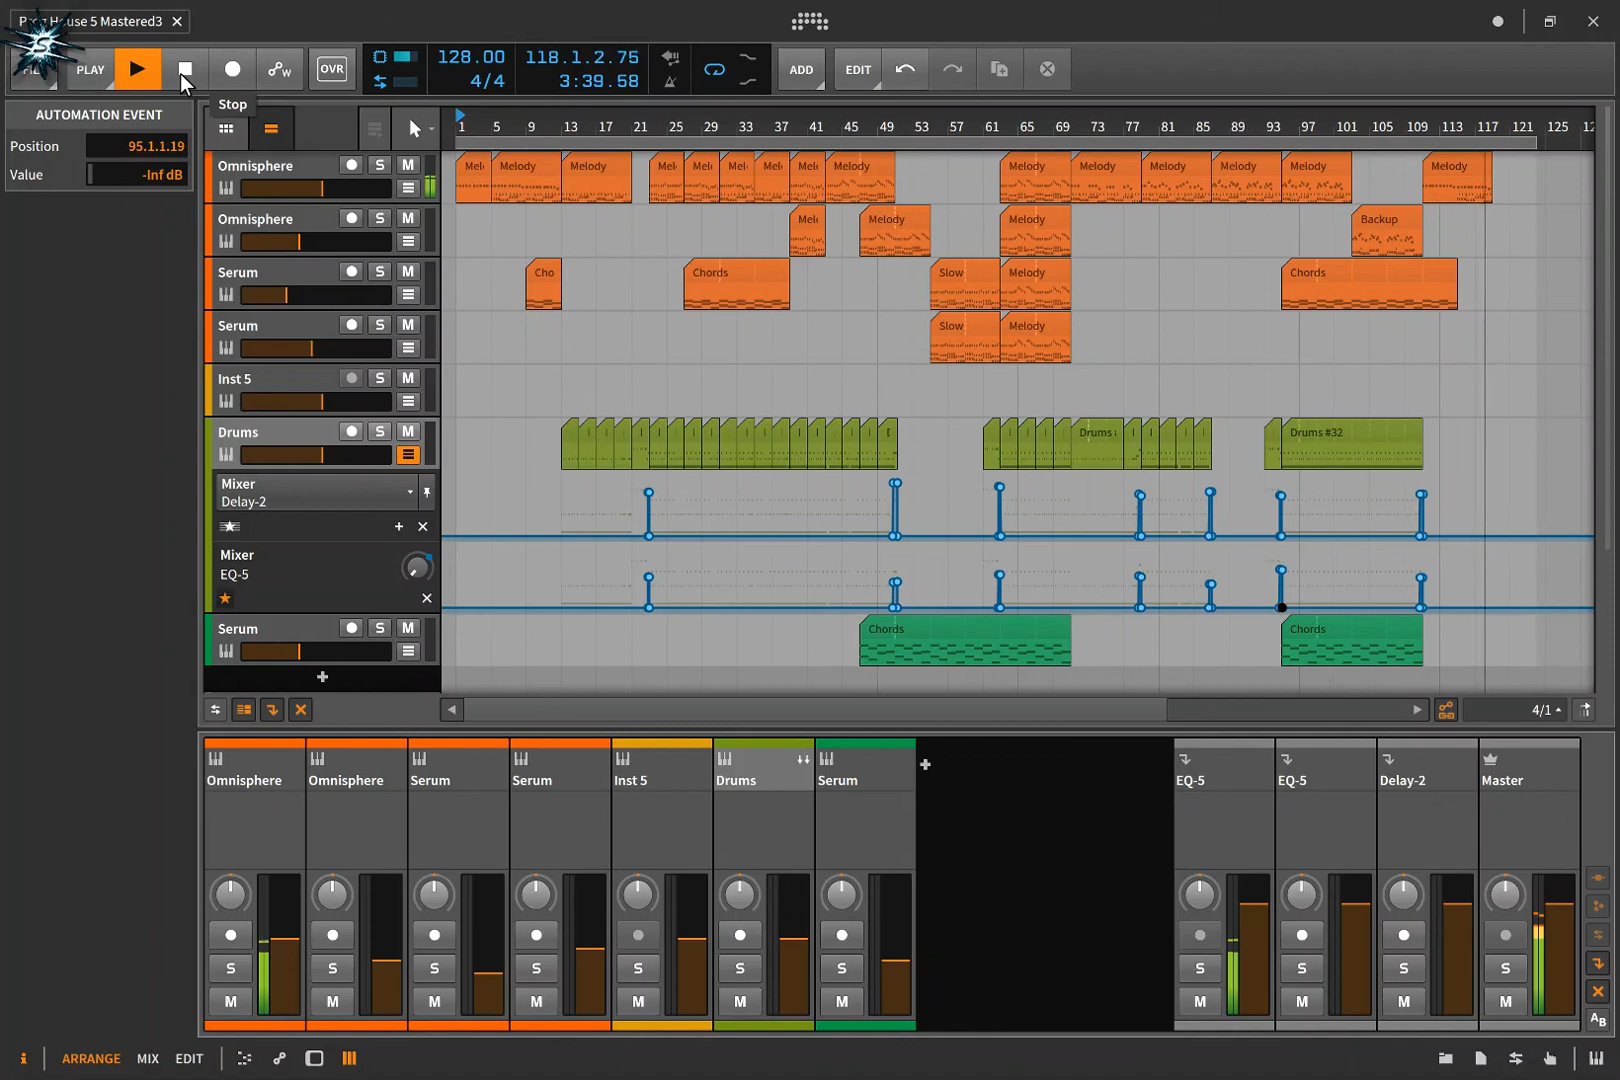 Prog House 5 Mastered3
PLAY
OVR
128.00
4/4
118.1.2.75
3:39.58
ADD
EDIT
Stop
AUTOMATION EVENT
Position 95.1.1.19
Value -Inf dB
1 5 9 13 17 21 25 29 33 37 41 45 49 53 57 61 65 69 73 77 81 85 89 93 97 101 105 109 113 117 121 125
Omnisphere S M
Melody Melody Melody Melody Melody Melody Melody Melody Melody
Omnisphere S M
Melody Melody Backup
Serum S M
Cho Chords Slow Melody Chords
Serum S M
Slow Melody
Inst 5 S M
Drums S M
Drums Drums #32
Mixer
Delay-2
Mixer
EQ-5
Serum S M
Chords Chords
4/1
Omnisphere Omnisphere Serum Serum Inst 5 Drums Serum EQ-5 EQ-5 Delay-2 Master
S S S S S S S S S S S
M M M M M M M M M M M
AB
i ARRANGE MIX EDIT